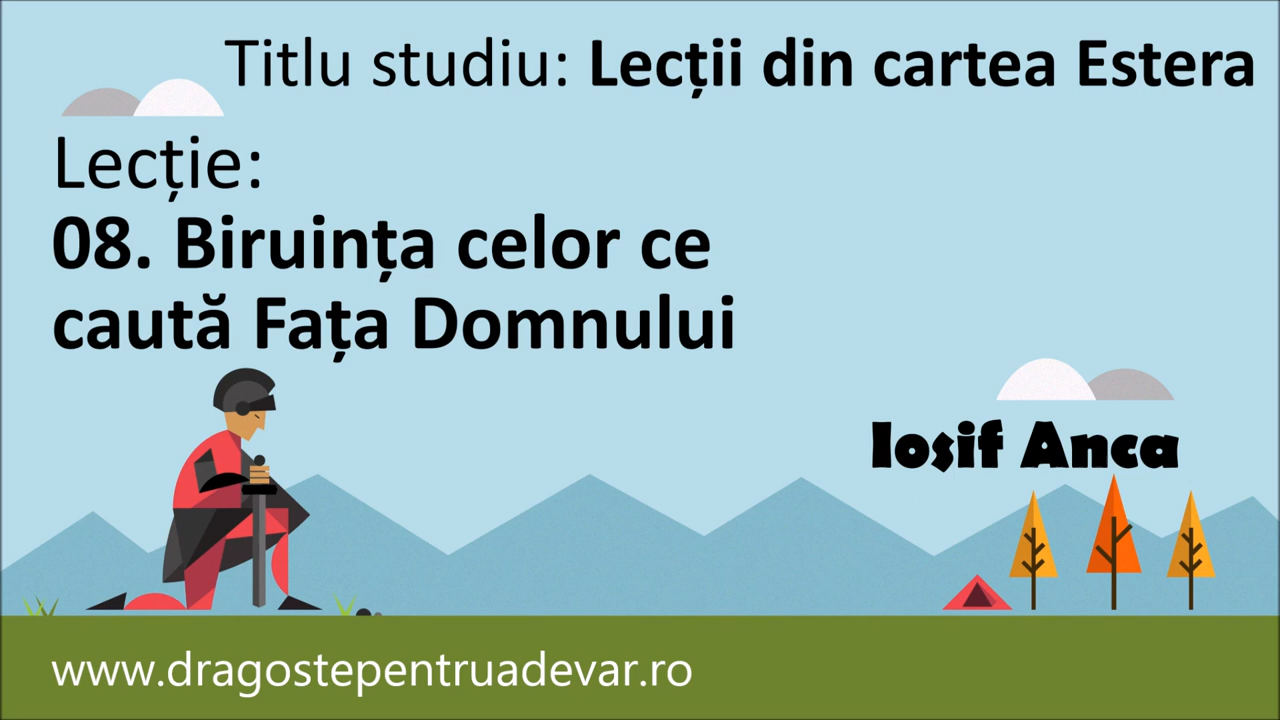 Titlu studiu: Lecții din cartea Estera
Lecție:
08. Biruința celor ce
caută Fața Domnului
Iosif Anca
www.dragostepentruadevar.ro